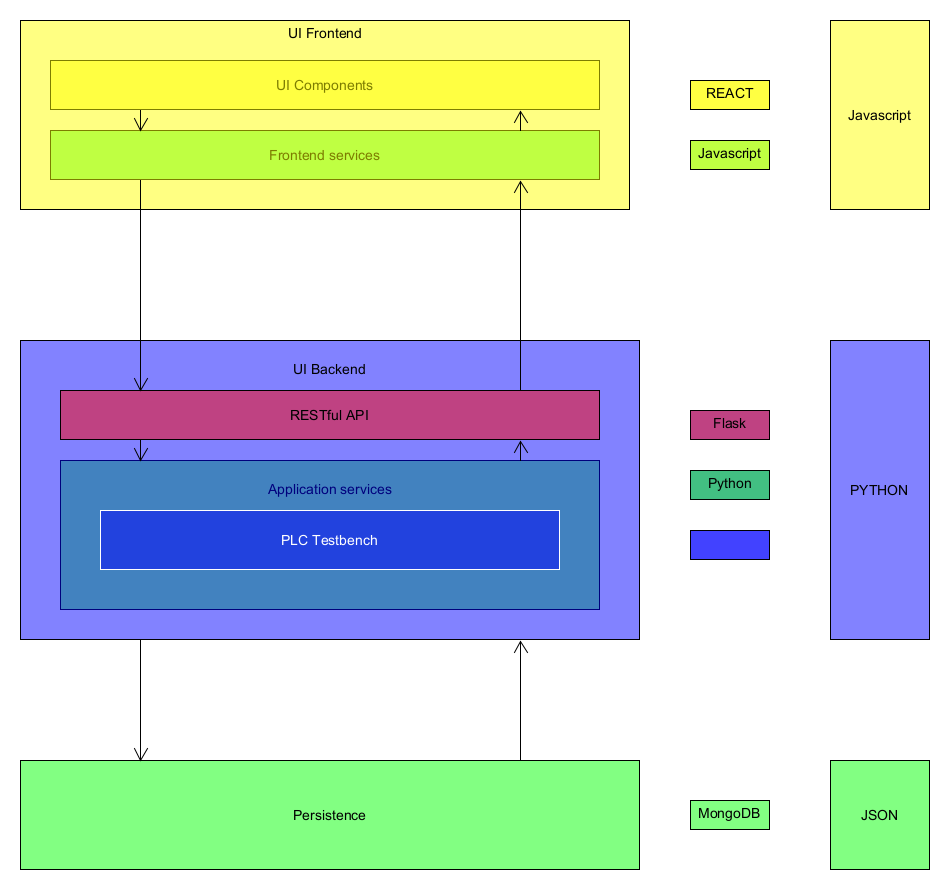 UI Frontend
UI Components
Frontend services
REACT
Javascript
Javascript
UI Backend
RESTful API
Application services
PLC Testbench
Flask
Python
PYTHON
Persistence
MongoDB
JSON